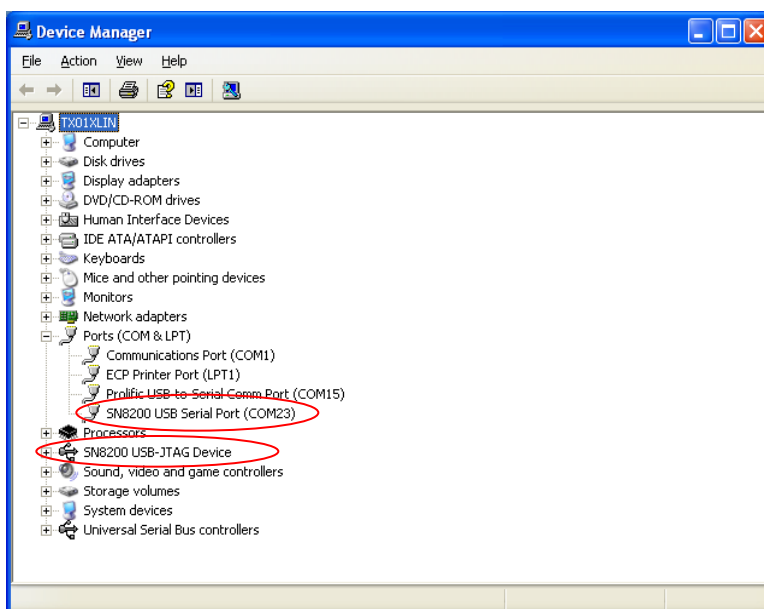 Device Manager
File Action View Help
TX01XLIN
Computer
Disk drives
Display adapters
DVD/CD-ROM drives
Human Interface Devices
IDE ATA/ATAPI controllers
Keyboards
Mice and other pointing devices
Monitors
Network adapters
Ports (COM & LPT)
Communications Port (COM1)
ECP Printer Port (LPT1)
Prolific USB-to-Serial Comm Port (COM15)
SN8200 USB Serial Port (COM23)
Processors
SN8200 USB-JTAG Device
Sound, video and game controllers
Storage volumes
System devices
Universal Serial Bus controllers